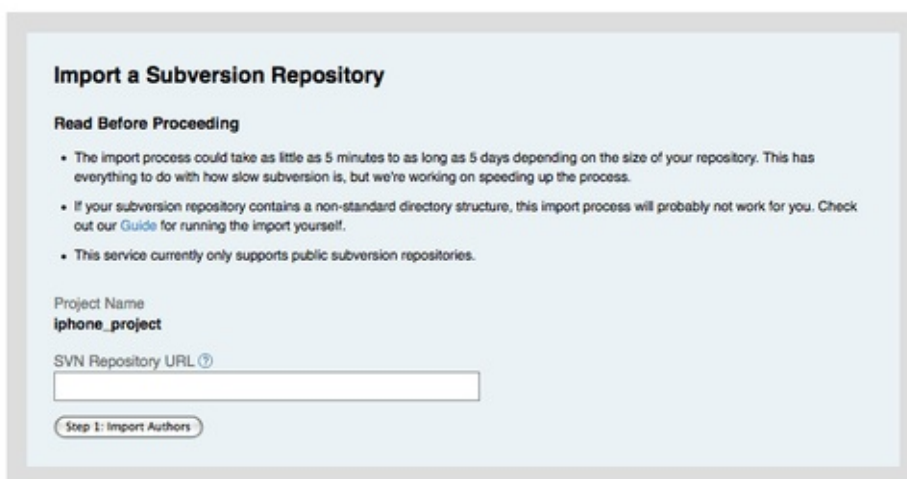 Import a Subversion Repository
Read Before Proceeding
• The import process could take as little as 5 minutes to as long as 5 days depending on the size of your repository. This has
everything to do with how slow subversion is, but we're working on speeding up the process.
• If your subversion repository contains a non-standard directory structure, this import process will probably not work for you. Check
out our Guide for running the import yourself.
• This service currently only supports public subversion repositories.
Project Name
iphone_project
SVN Repository URL ?
Step 1: Import Authors